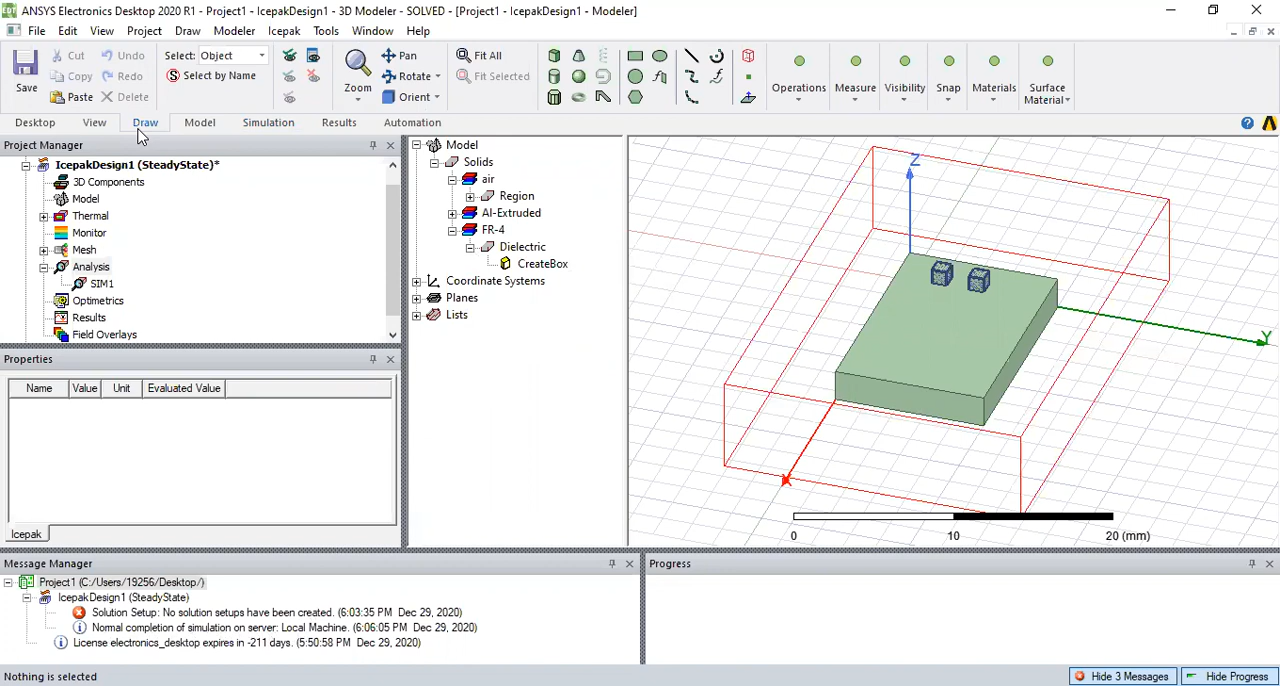 ANSYS Electronics Desktop 2020 R1 - Project1 - IcepakDesign1 - 3D Modeler - SOLVED - [Project1 - IcepakDesign1 - Modeler]
File Edit View Project Draw Modeler Icepak Tools Window Help
Save Cut Copy Paste Undo Redo Delete Select: Object Select by Name Zoom Pan Rotate Orient Fit All Fit Selected Operations Measure Visibility Snap Materials Surface Material
Desktop View Draw Model Simulation Results Automation
Project Manager
IcepakDesign1 (SteadyState)*
3D Components
Model
Thermal
Monitor
Mesh
Analysis
SIM1
Optimetrics
Results
Field Overlays
Properties
Name Value Unit Evaluated Value
Icepak
Model
Solids
air
Region
Al-Extruded
FR-4
Dielectric
CreateBox
Coordinate Systems
Planes
Lists
Z
Y
X
0 10 20 (mm)
Message Manager
Project1 (C:/Users/19256/Desktop/)
IcepakDesign1 (SteadyState)
Solution Setup: No solution setups have been created. (6:03:35 PM Dec 29, 2020)
Normal completion of simulation on server: Local Machine. (6:06:05 PM Dec 29, 2020)
License electronics_desktop expires in -211 days. (5:50:58 PM Dec 29, 2020)
Progress
Nothing is selected
Hide 3 Messages Hide Progress